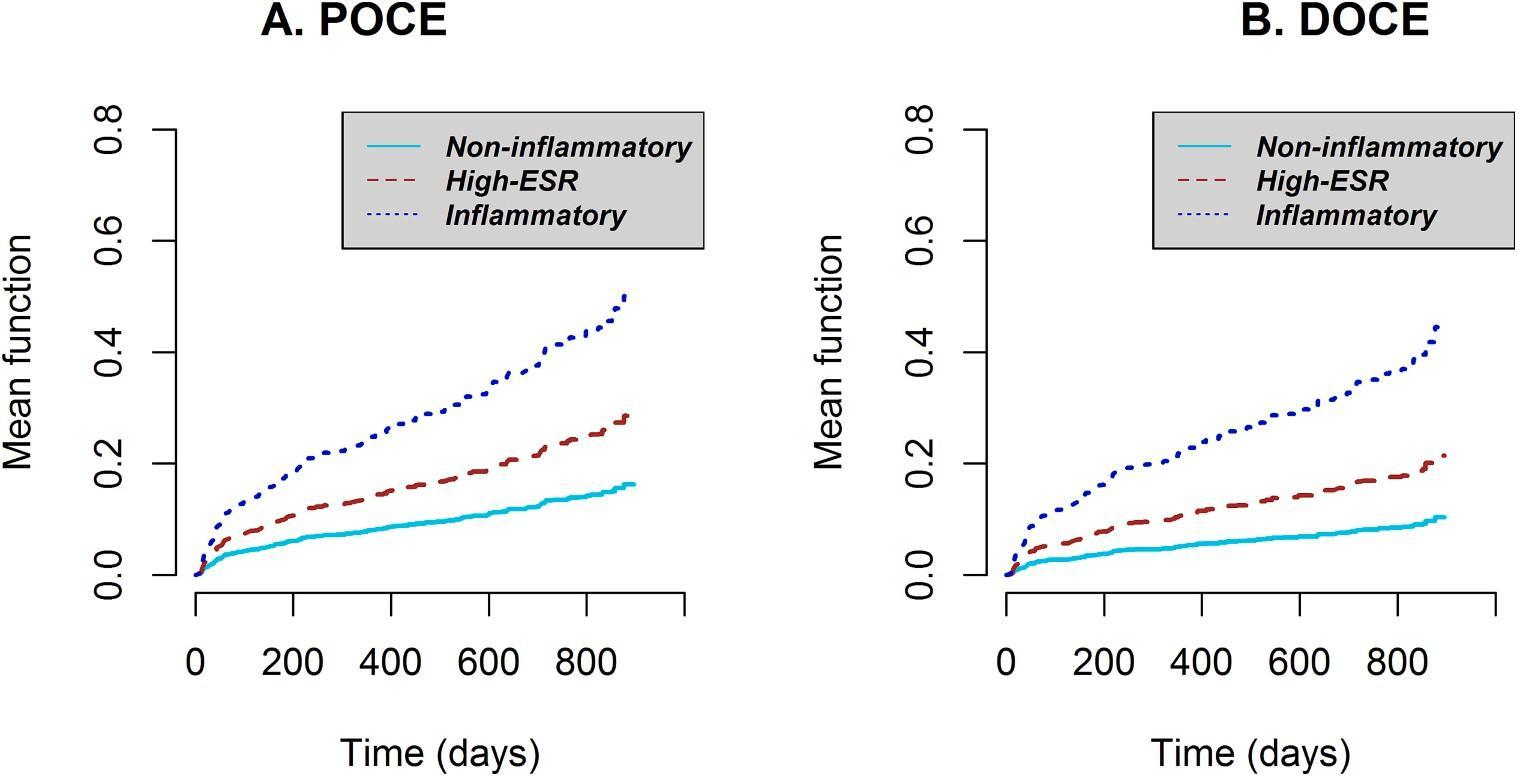 A. POCE
Mean function
0.0 0.2 0.4 0.6 0.8
Non-inflammatory
High-ESR
Inflammatory
0 200 400 600 800
Time (days)
B. DOCE
Mean function
0.0 0.2 0.4 0.6 0.8
Non-inflammatory
High-ESR
Inflammatory
0 200 400 600 800
Time (days)